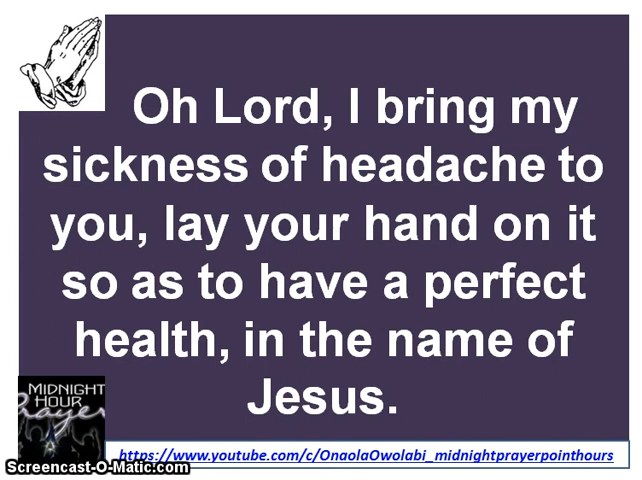 Oh Lord, I bring my
sickness of headache to
you, lay your hand on it
so as to have a perfect
health, in the name of
Jesus.
MIDNIGHT
HOUR
Prayer
https://www.youtube.com/c/OnaolaOwolabi_midnightprayerpointhours
Screencast-O-Matic.com